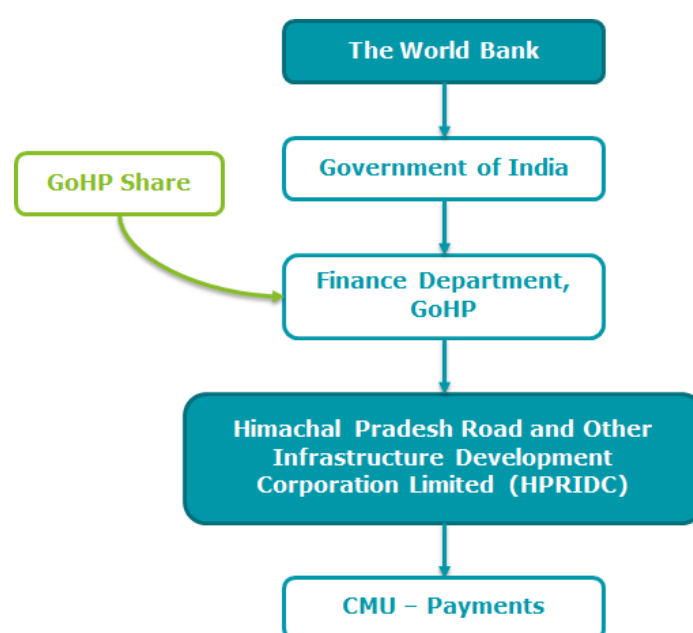 The World Bank
Government of India
GoHP Share
Finance Department,
GoHP
Himachal Pradesh Road and Other
Infrastructure Development
Corporation Limited (HPRIDC)
CMU – Payments